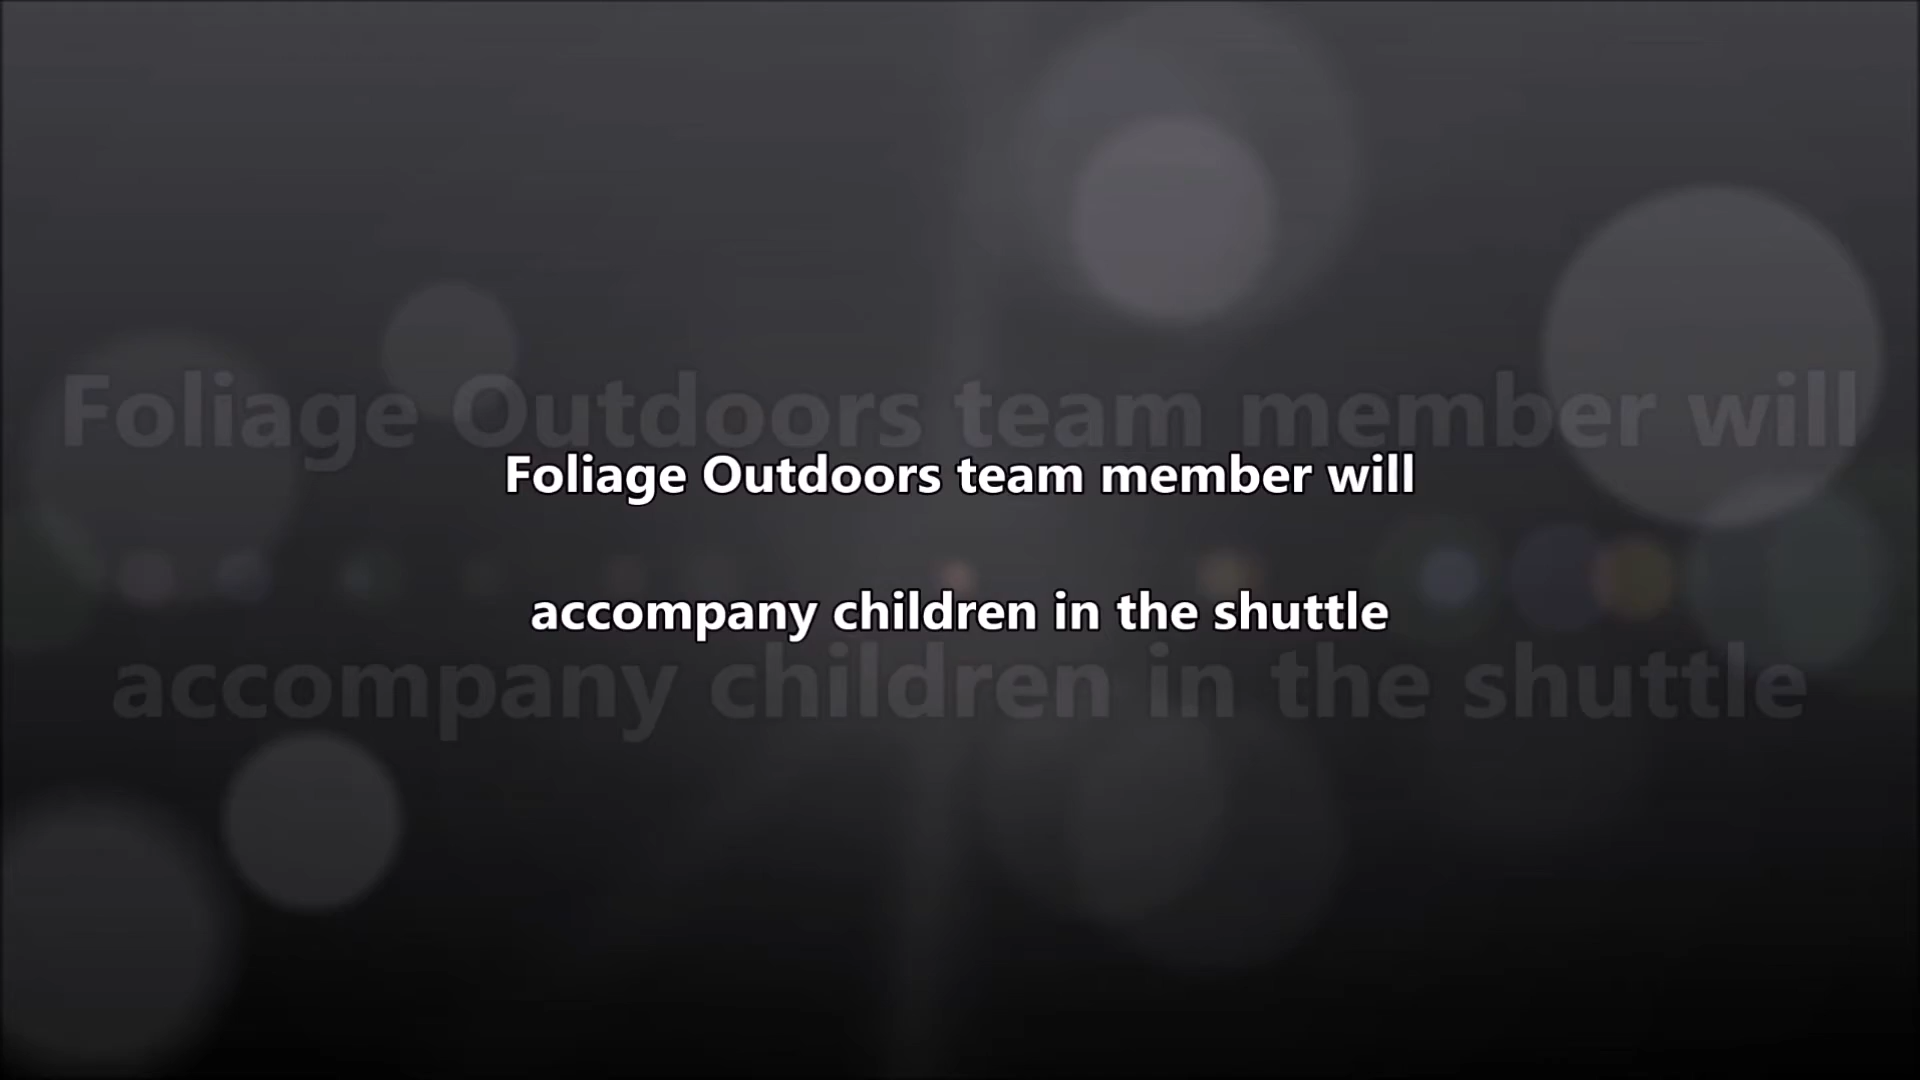 Foliage Outdoors team member will
Foliage Outdoors team member will
accompany children in the shuttle
accompany children in the shuttle